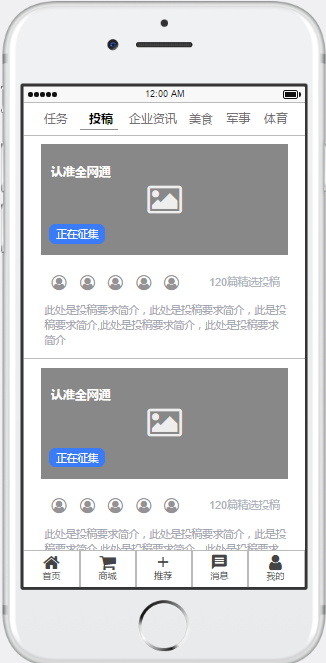 12:00 AM
任务 投稿 企业资讯 美食 军事 体育
认准全网通
正在征集
120篇精选投稿
此处是投稿要求简介，此处是投稿要求简介，此是投
稿要求简介,此处是投稿要求简介，此处是投稿要求
简介
认准全网通
正在征集
120篇精选投稿
此处是投稿要求简介，此处是投稿要求简介，此是投
稿要求简介,此处是投稿要求简介，此处是投稿要求
首页 商城 推荐 消息 我的